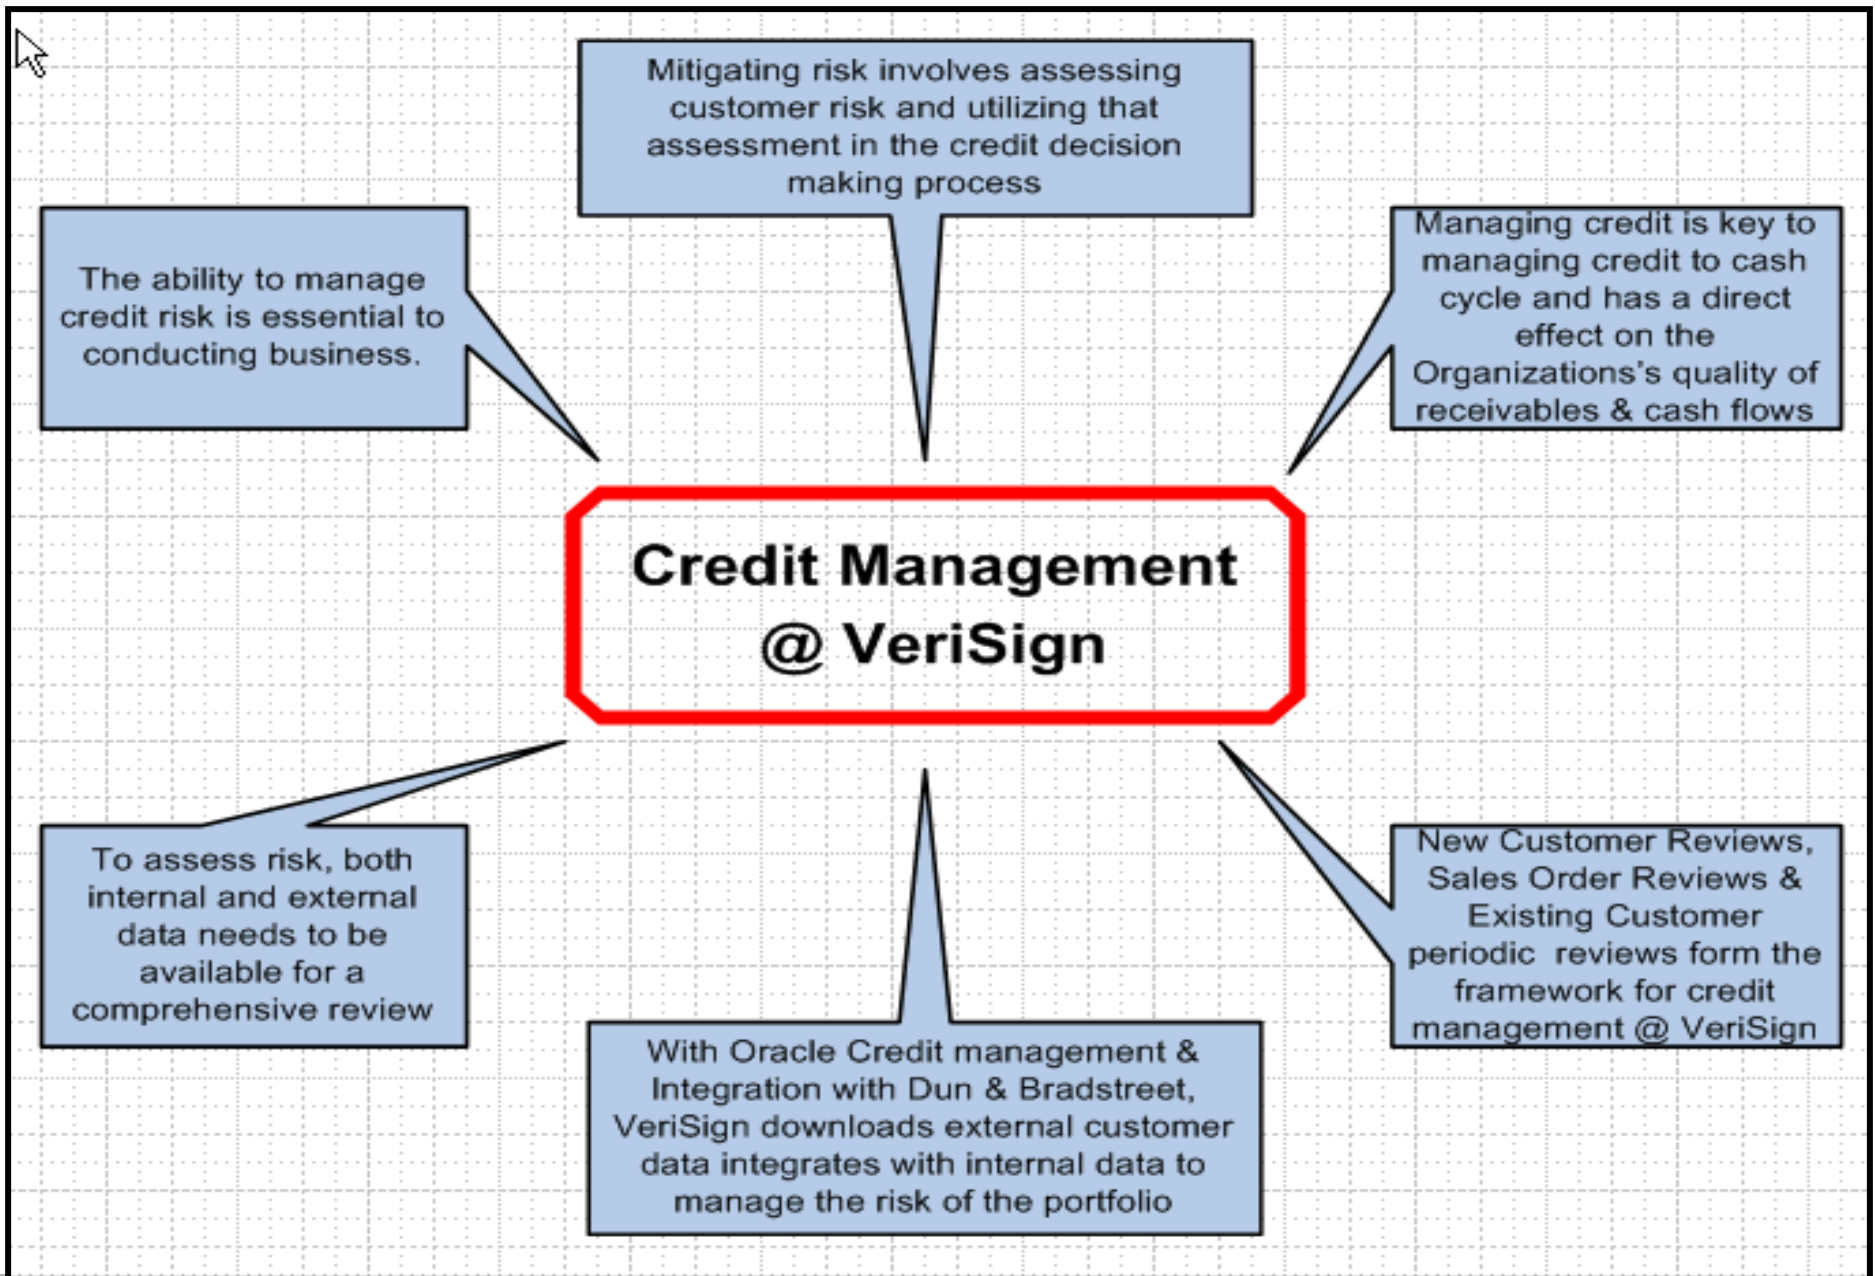 Mitigating risk involves assessing
customer risk and utilizing that
assessment in the credit decision
making process
The ability to manage
credit risk is essential to
conducting business.
Managing credit is key to
managing credit to cash
cycle and has a direct
effect on the
Organizations's quality of
receivables & cash flows
Credit Management
@ VeriSign
To assess risk, both
internal and external
data needs to be
available for a
comprehensive review
With Oracle Credit management &
Integration with Dun & Bradstreet,
VeriSign downloads external customer
data integrates with internal data to
manage the risk of the portfolio
New Customer Reviews,
Sales Order Reviews &
Existing Customer
periodic  reviews form the
framework for credit
management @ VeriSign